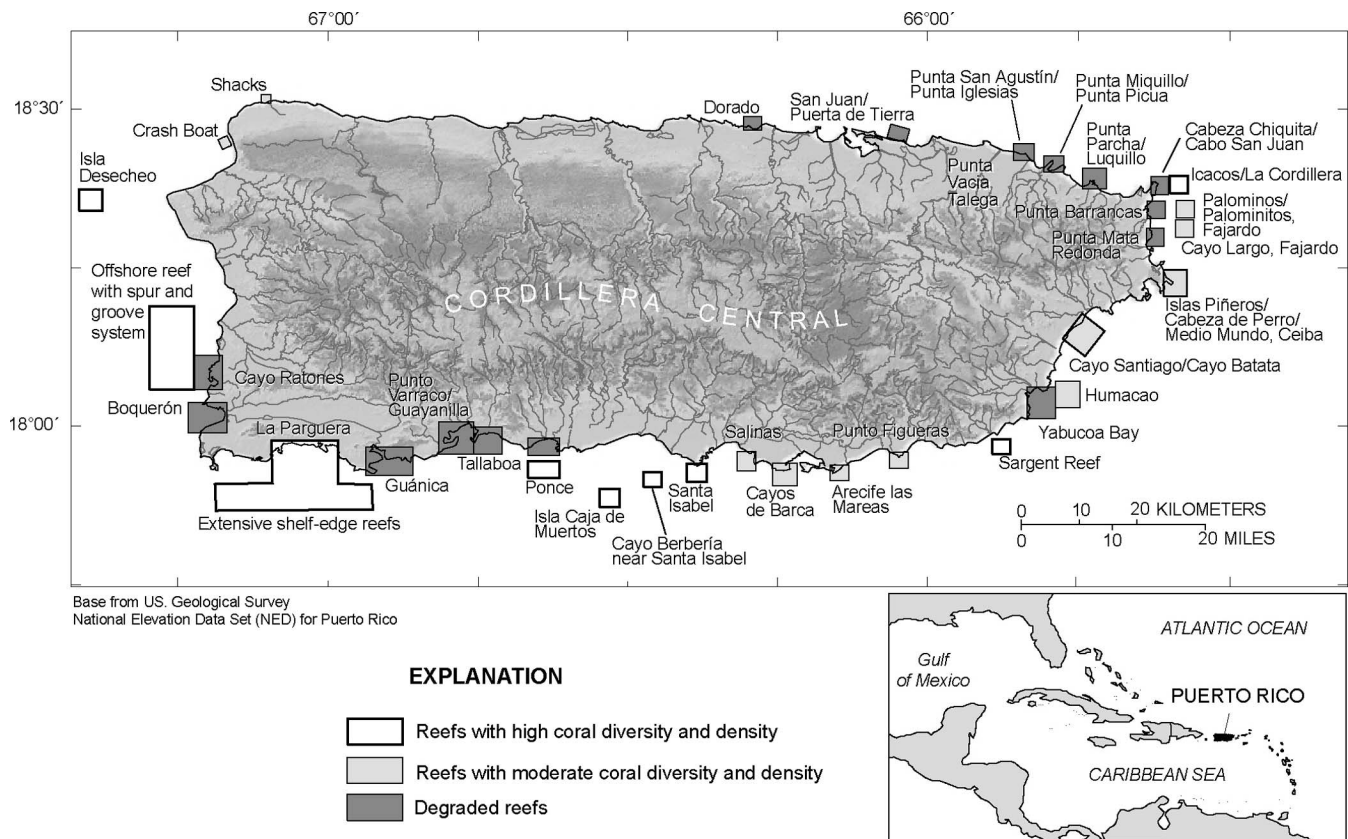 67°00´
66°00´
18°30´
18°00´
Shacks
Crash Boat
Isla
Desecheo
Offshore reef
with spur and
groove
system
Cayo Ratones
Boquerón
La Parguera
Extensive shelf-edge reefs
Punto
Varraco/
Guayanilla
Guánica
Tallaboa
Ponce
Isla Caja de
Muertos
Cayo Berbería
near Santa Isabel
Santa
Isabel
Salinas
Cayos
de Barca
Punto Figueras
Arecife las
Mareas
Sargent Reef
Yabucoa Bay
Humacao
Cayo Santiago/Cayo Batata
Islas Piñeros/
Cabeza de Perro/
Medio Mundo, Ceiba
Cayo Largo, Fajardo
Palominos/
Palominitos,
Fajardo
Icacos/La Cordillera
Cabeza Chiquita/
Cabo San Juan
Punta Barrancas
Punta Mata
Redonda
Punta
Parcha/
Luquillo
Punta Miquillo/
Punta Picua
Punta San Agustín/
Punta Iglesias
Punta
Vacia
Talega
San Juan/
Puerta de Tierra
Dorado
CORDILLERA CENTRAL
0 10 20 KILOMETERS
0 10 20 MILES
Base from US. Geological Survey
National Elevation Data Set (NED) for Puerto Rico
EXPLANATION
Reefs with high coral diversity and density
Reefs with moderate coral diversity and density
Degraded reefs
ATLANTIC OCEAN
Gulf
of Mexico
PUERTO RICO
CARIBBEAN SEA